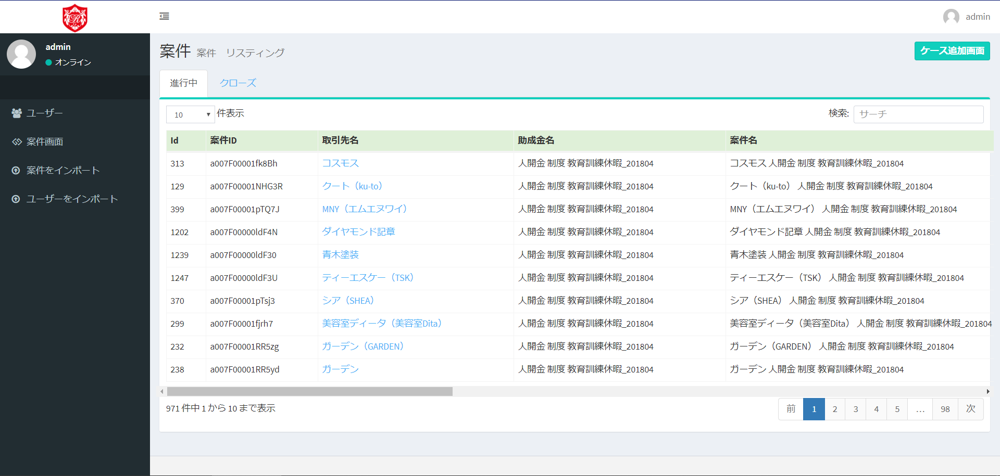 admin
admin
オンライン
ユーザー
案件画面
案件をインポート
ユーザーをインポート
案件 案件 リスティング
ケース追加画面
進行中 クローズ
10 件表示 検索: サーチ
Id 案件ID 取引先名 助成金名 案件名
313 a007F00001fk8Bh コスモス 人開金 制度 教育訓練休暇_201804 コスモス 人開金 制度 教育訓練休暇_201804
129 a007F00001NHG3R クート（ku-to） 人開金 制度 教育訓練休暇_201804 クート（ku-to） 人開金 制度 教育訓練休暇_201804
399 a007F00001pTQ7J MNY（エムエヌワイ） 人開金 制度 教育訓練休暇_201804 MNY（エムエヌワイ） 人開金 制度 教育訓練休暇_201804
1202 a007F00000ldF4N ダイヤモンド記章 人開金 制度 教育訓練休暇_201804 ダイヤモンド記章 人開金 制度 教育訓練休暇_201804
1239 a007F00000ldF30 青木塗装 人開金 制度 教育訓練休暇_201804 青木塗装 人開金 制度 教育訓練休暇_201804
1247 a007F00000ldF3U ティーエスケー（TSK） 人開金 制度 教育訓練休暇_201804 ティーエスケー（TSK） 人開金 制度 教育訓練休暇_201804
370 a007F00001pTsj3 シア（SHEA） 人開金 制度 教育訓練休暇_201804 シア（SHEA） 人開金 制度 教育訓練休暇_201804
299 a007F00001fjrh7 美容室ディータ（美容室Dita） 人開金 制度 教育訓練休暇_201804 美容室ディータ（美容室Dita） 人開金 制度 教育訓練休暇_201804
232 a007F00001RR5zg ガーデン（GARDEN） 人開金 制度 教育訓練休暇_201804 ガーデン（GARDEN） 人開金 制度 教育訓練休暇_201804
238 a007F00001RR5yd ガーデン 人開金 制度 教育訓練休暇_201804 ガーデン 人開金 制度 教育訓練休暇_201804
971 件中 1 から 10 まで表示
前 1 2 3 4 5 … 98 次